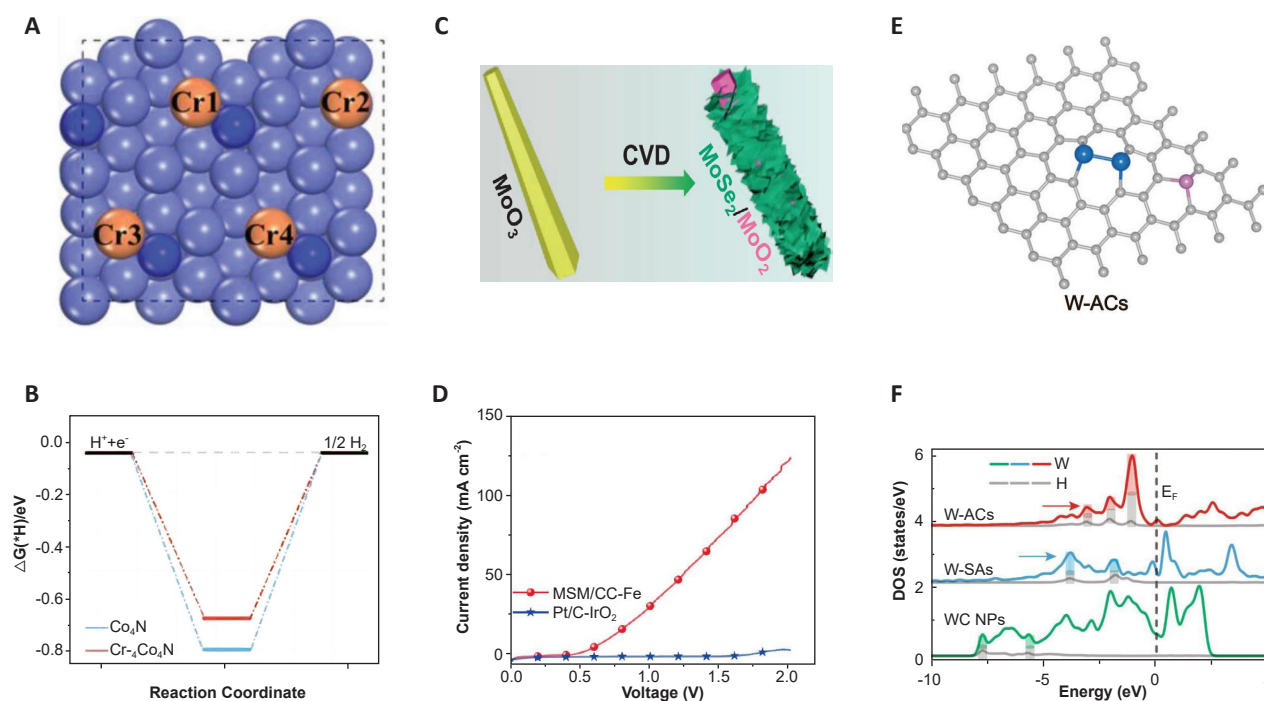 A
Cr1
Cr2
Cr3
Cr4
B
0.0
-0.2
-0.4
-0.6
-0.8
△G(*H)/eV
H⁺+e⁻
1/2 H₂
Co₄N
Cr-₄Co₄N
Reaction Coordinate
C
MoO₃
CVD
MoSe₂/MoO₂
D
150
125
100
75
50
25
0
Current density (mA cm⁻²)
MSM/CC-Fe
Pt/C-IrO₂
0.0
0.5
1.0
1.5
2.0
Voltage (V)
E
W-ACs
F
6
4
2
0
DOS (states/eV)
W
H
E_F
W-ACs
W-SAs
WC NPs
-10
-5
0
5
Energy (eV)